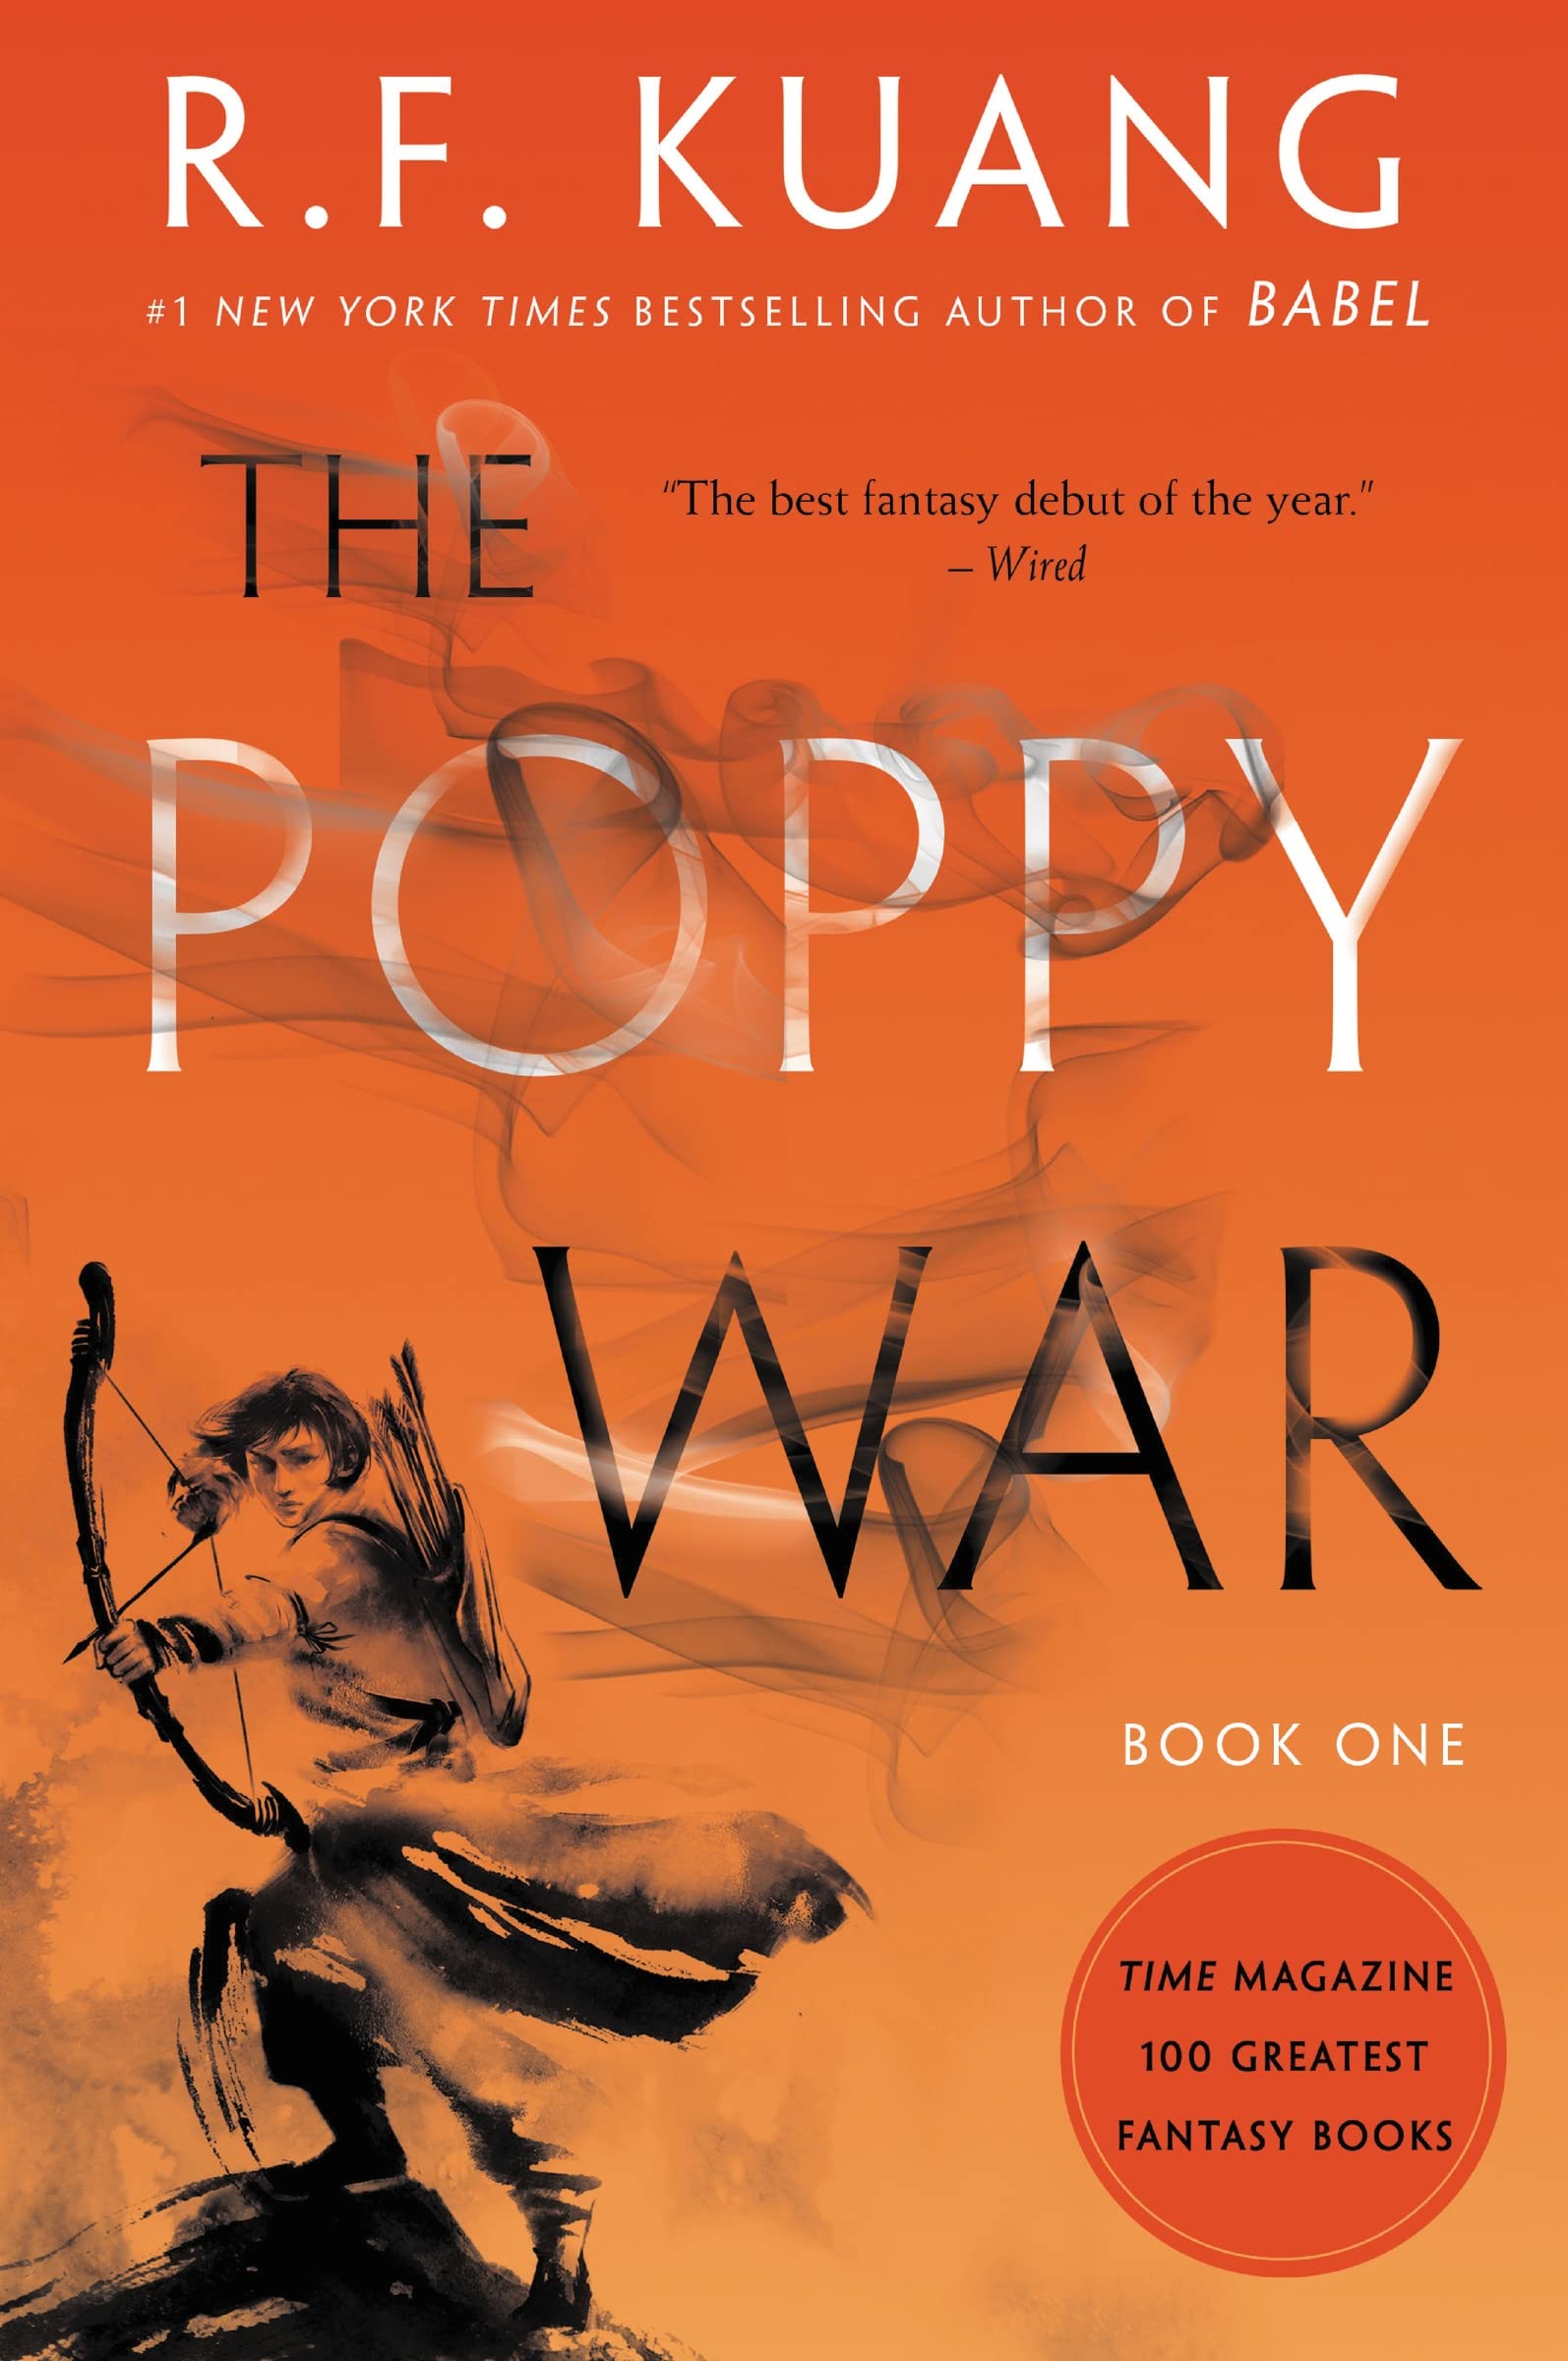 R.F. KUANG
#1 NEW YORK TIMES BESTSELLING AUTHOR OF BABEL
THE
“The best fantasy debut of the year.”
– Wired
POPPY
WAR
BOOK ONE
TIME MAGAZINE
100 GREATEST
FANTASY BOOKS